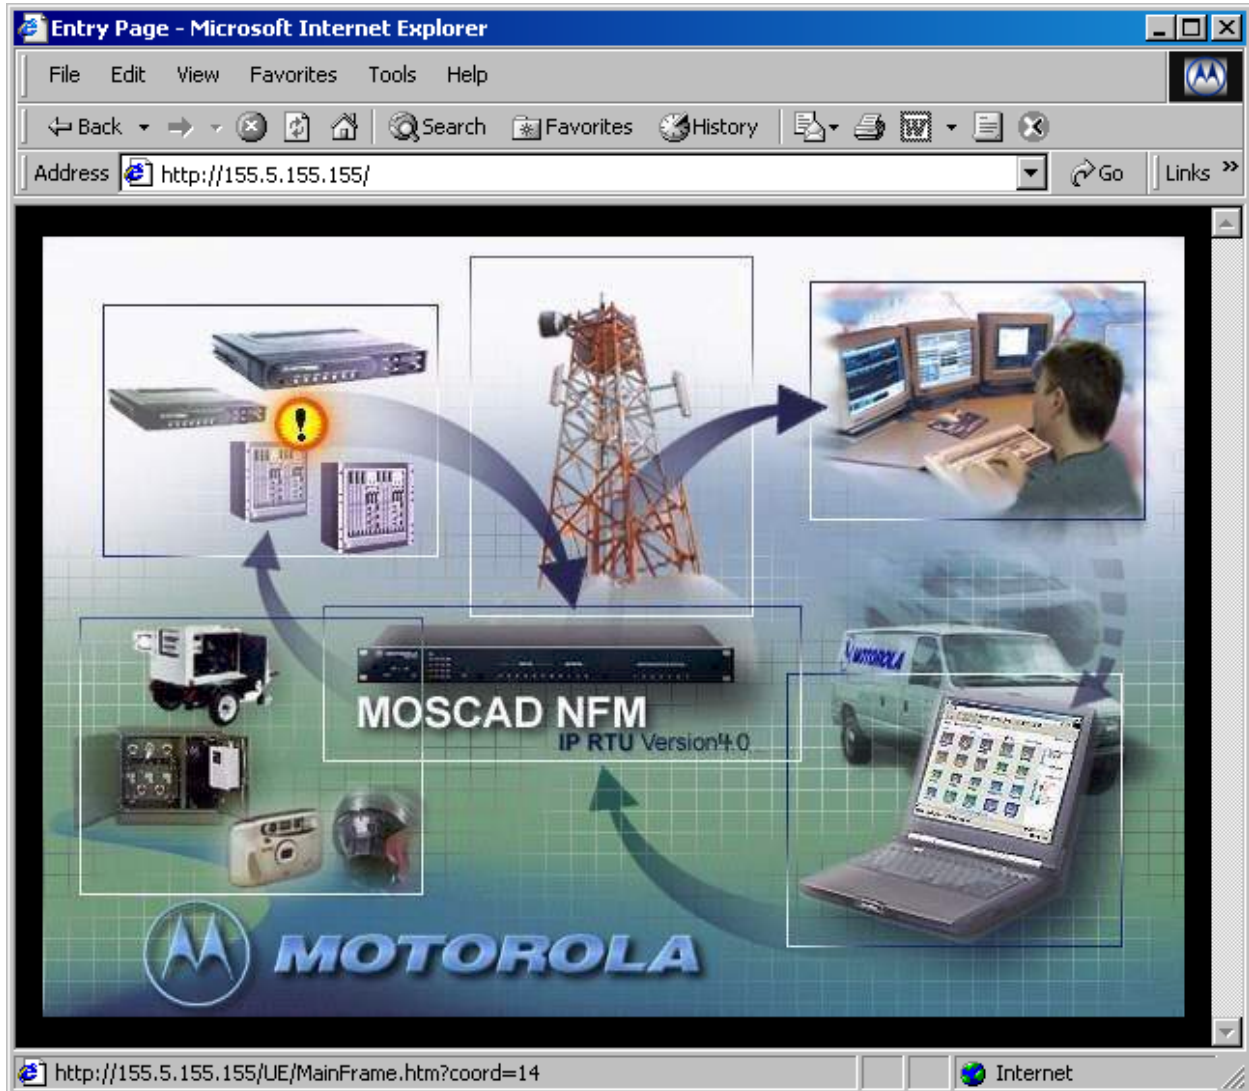 Entry Page - Microsoft Internet Explorer
File Edit View Favorites Tools Help
Back Search Favorites History
Address http://155.5.155.155/ Go Links »
MOTOROLA
MOSCAD NFM
IP RTU Version 4.0
MOTOROLA
http://155.5.155.155/UE/MainFrame.htm?coord=14 Internet